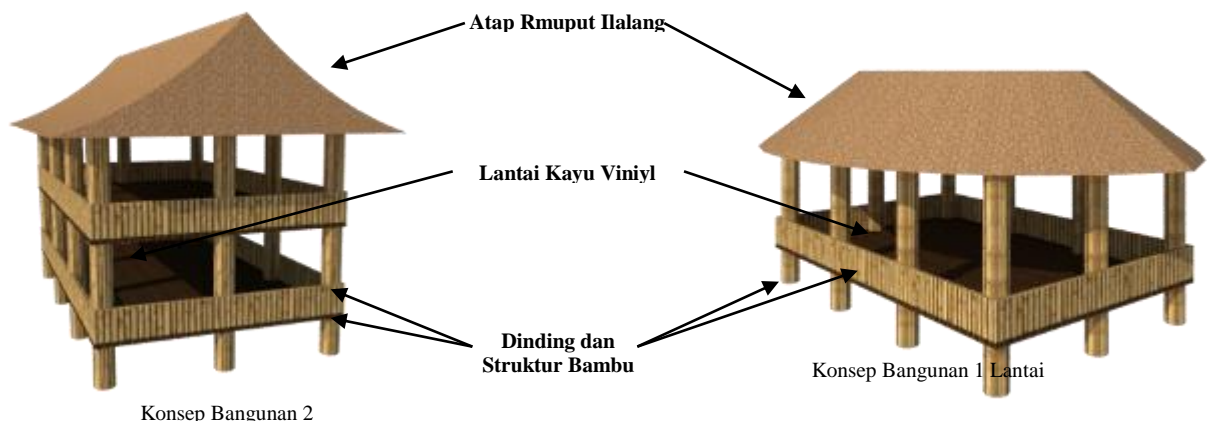 Atap Rmuput Ilalang
Lantai Kayu Viniyl
Dinding dan
Struktur Bambu
Konsep Bangunan 1 Lantai
Konsep Bangunan 2